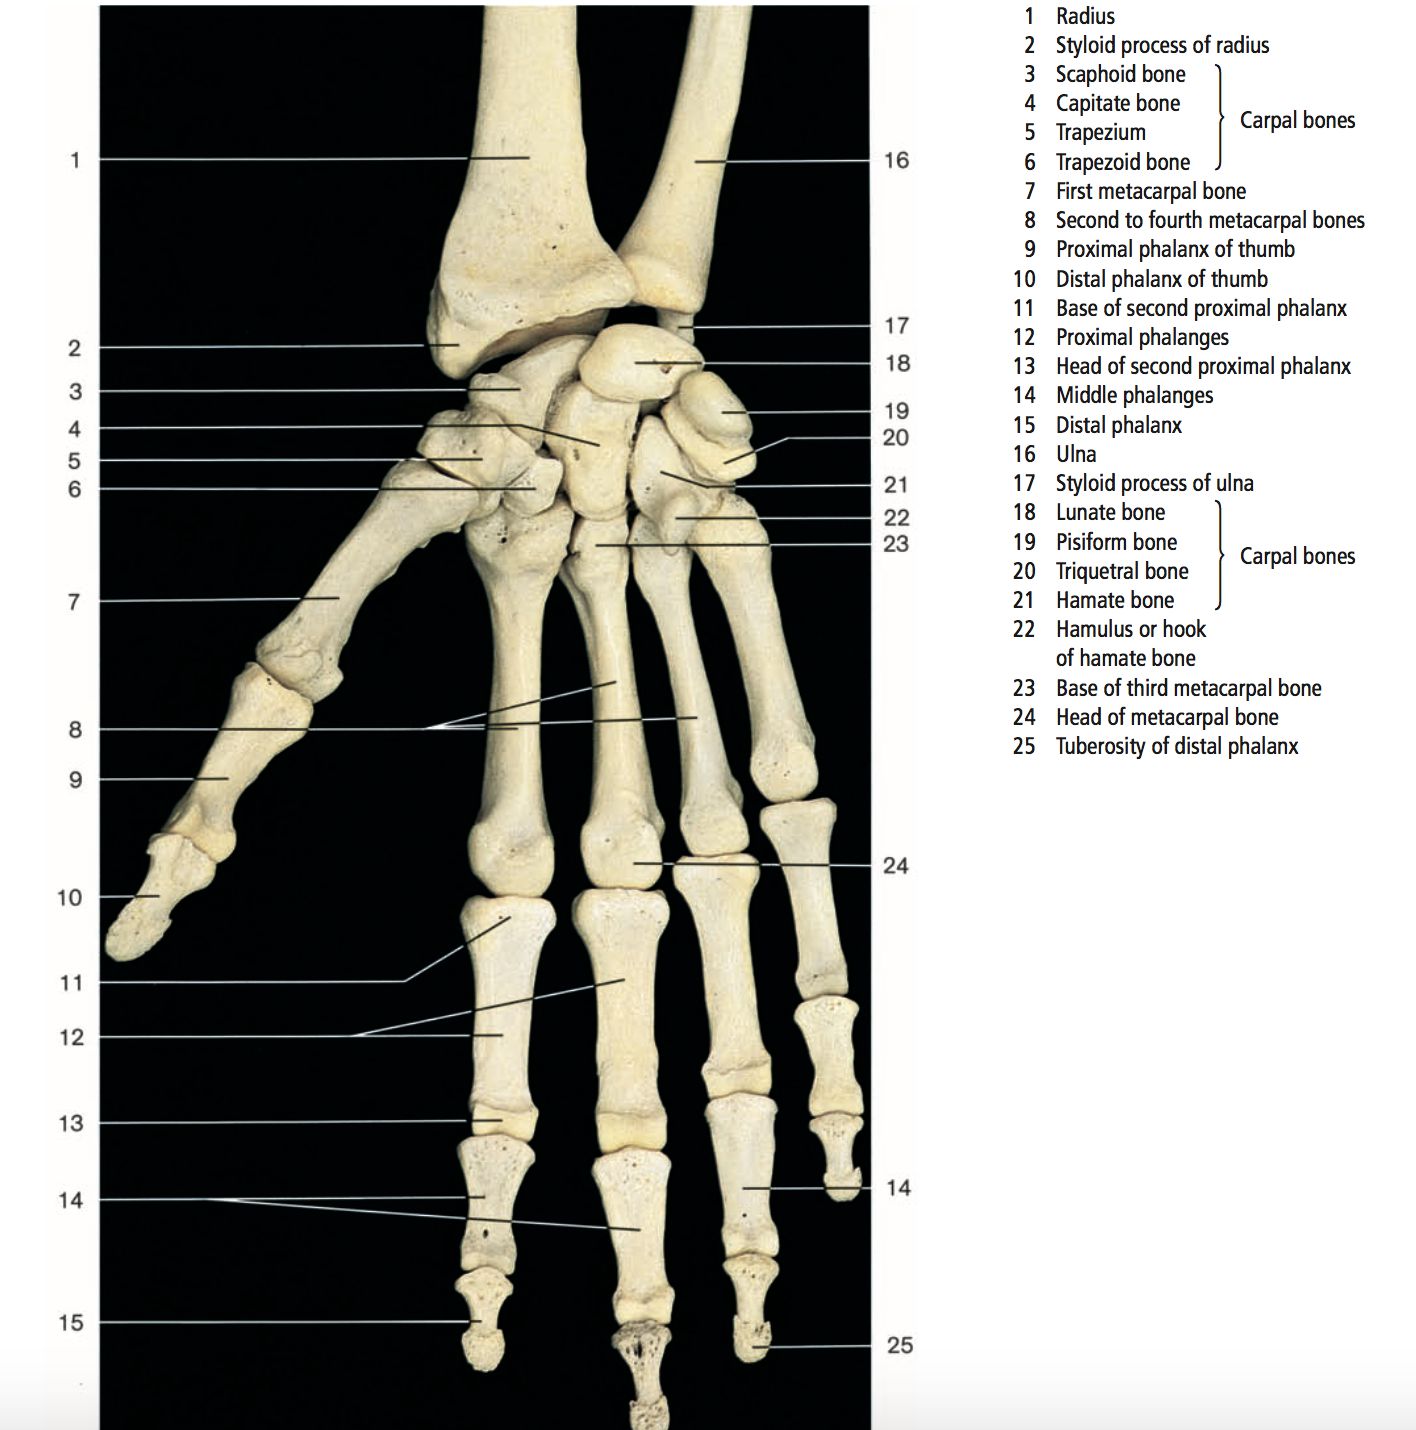 1
2
3
4
5
6
7
8
9
10
11
12
13
14
15
16
17
18
19
20
21
22
23
24
14
25
1 Radius
2 Styloid process of radius
3 Scaphoid bone
4 Capitate bone
Carpal bones
5 Trapezium
6 Trapezoid bone
7 First metacarpal bone
8 Second to fourth metacarpal bones
9 Proximal phalanx of thumb
10 Distal phalanx of thumb
11 Base of second proximal phalanx
12 Proximal phalanges
13 Head of second proximal phalanx
14 Middle phalanges
15 Distal phalanx
16 Ulna
17 Styloid process of ulna
18 Lunate bone
19 Pisiform bone
Carpal bones
20 Triquetral bone
21 Hamate bone
22 Hamulus or hook
of hamate bone
23 Base of third metacarpal bone
24 Head of metacarpal bone
25 Tuberosity of distal phalanx